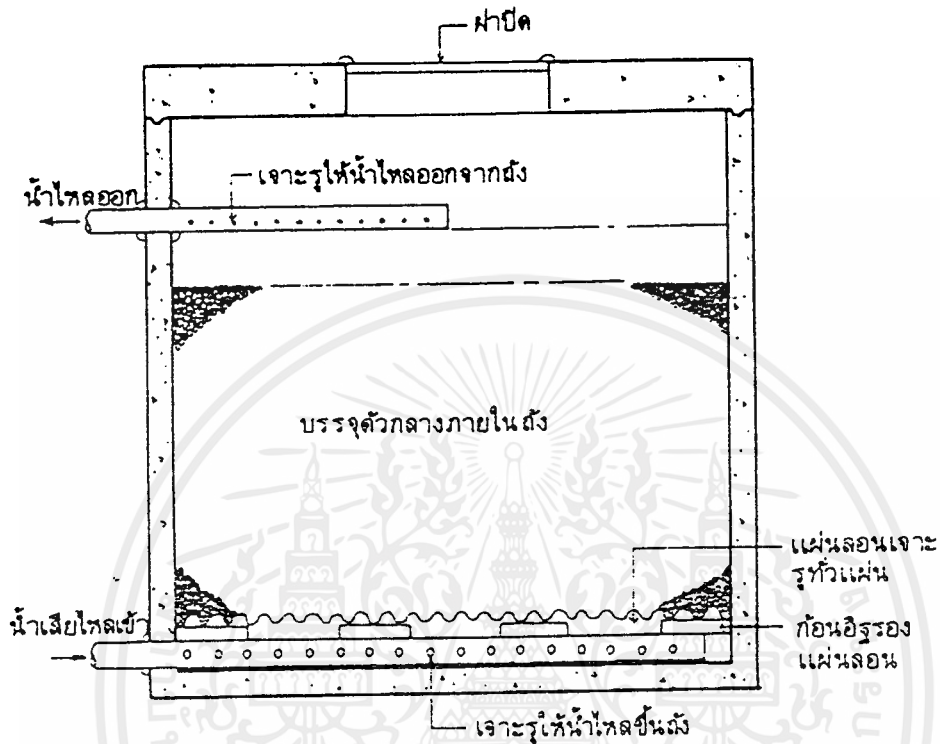 ฝาปิด
เจาะรูให้น้ำไหลออกจากถัง
น้ำไหลออก
บรรจุตัวกลางภายในถัง
แผ่นลอนเจาะ
รูทั่วแผ่น
น้ำเสียไหลเข้า
ก้อนอิฐรอง
แผ่นลอน
เจาะรูให้น้ำไหลขึ้นถัง